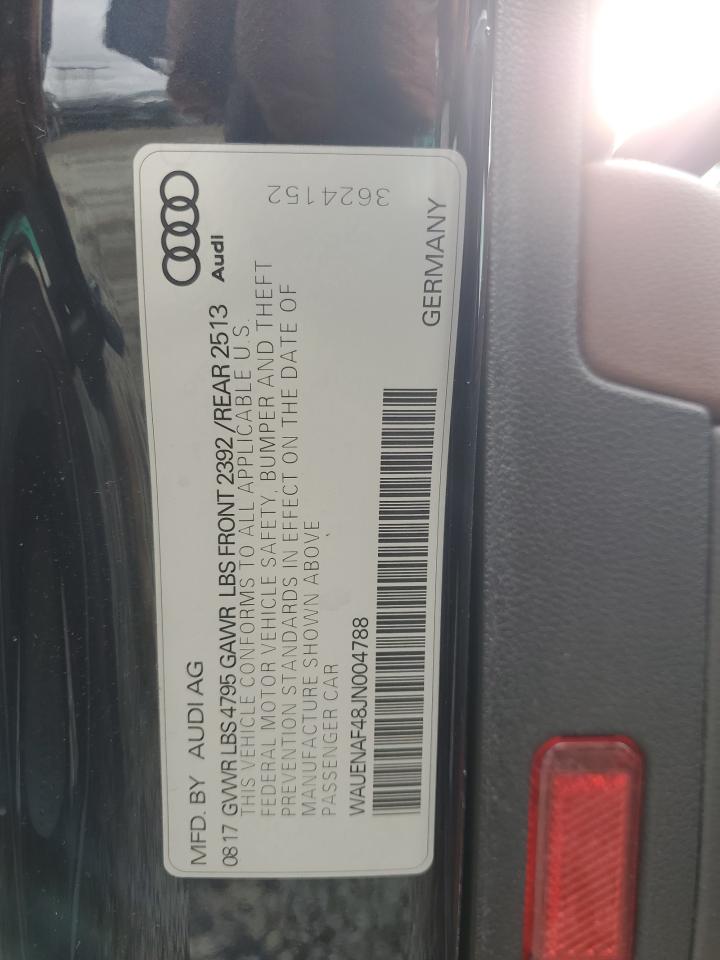 MFD. BY AUDI AG
0817 GVWR LBS 4795 GAWR LBS FRONT 2392/REAR 2513
THIS VEHICLE CONFORMS TO ALL APPLICABLE U.S.
FEDERAL MOTOR VEHICLE SAFETY, BUMPER AND THEFT
PREVENTION STANDARDS IN EFFECT ON THE DATE OF
MANUFACTURE SHOWN ABOVE
PASSENGER CAR
WAUENAF48JN004788
GERMANY
Audi
3624152